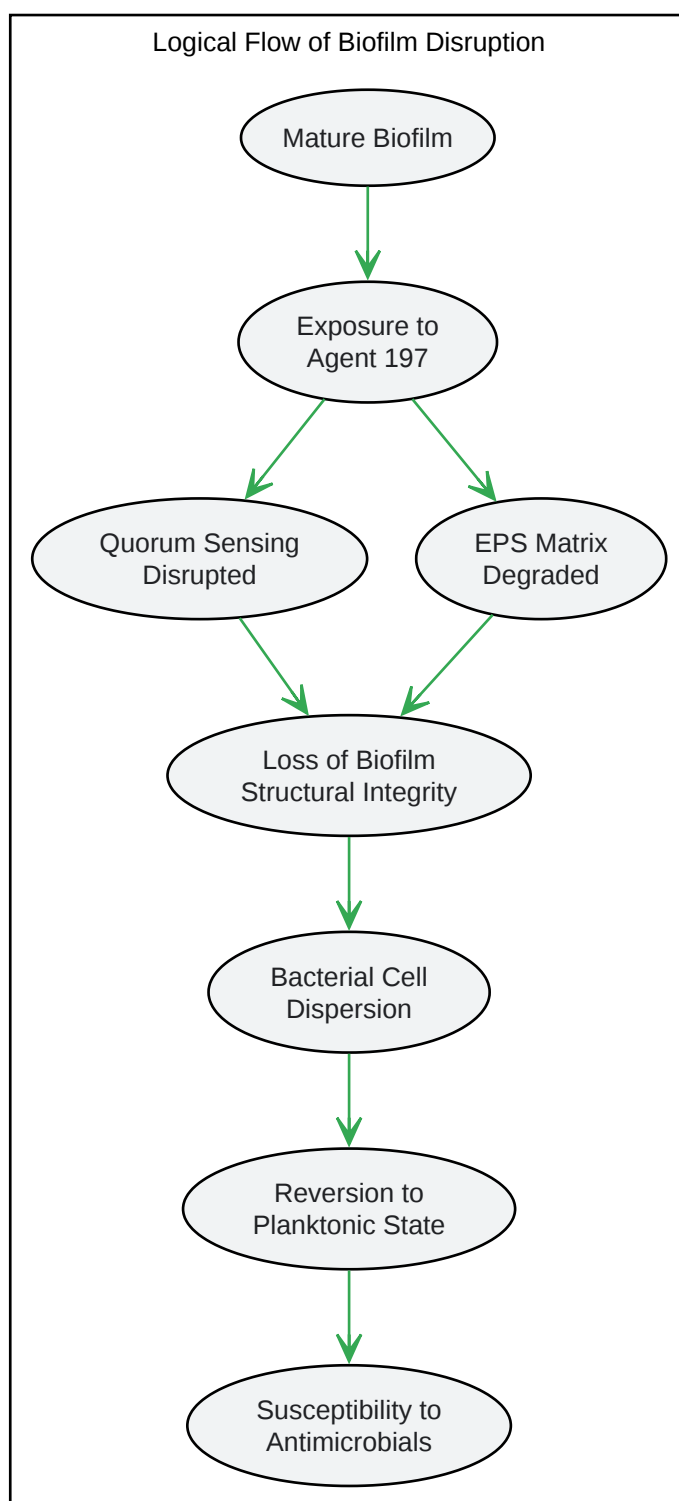 Logical Flow of Biofilm Disruption
Mature Biofilm
Exposure to
Agent 197
Quorum Sensing
Disrupted
EPS Matrix
Degraded
Loss of Biofilm
Structural Integrity
Bacterial Cell
Dispersion
Reversion to
Planktonic State
Susceptibility to
Antimicrobials